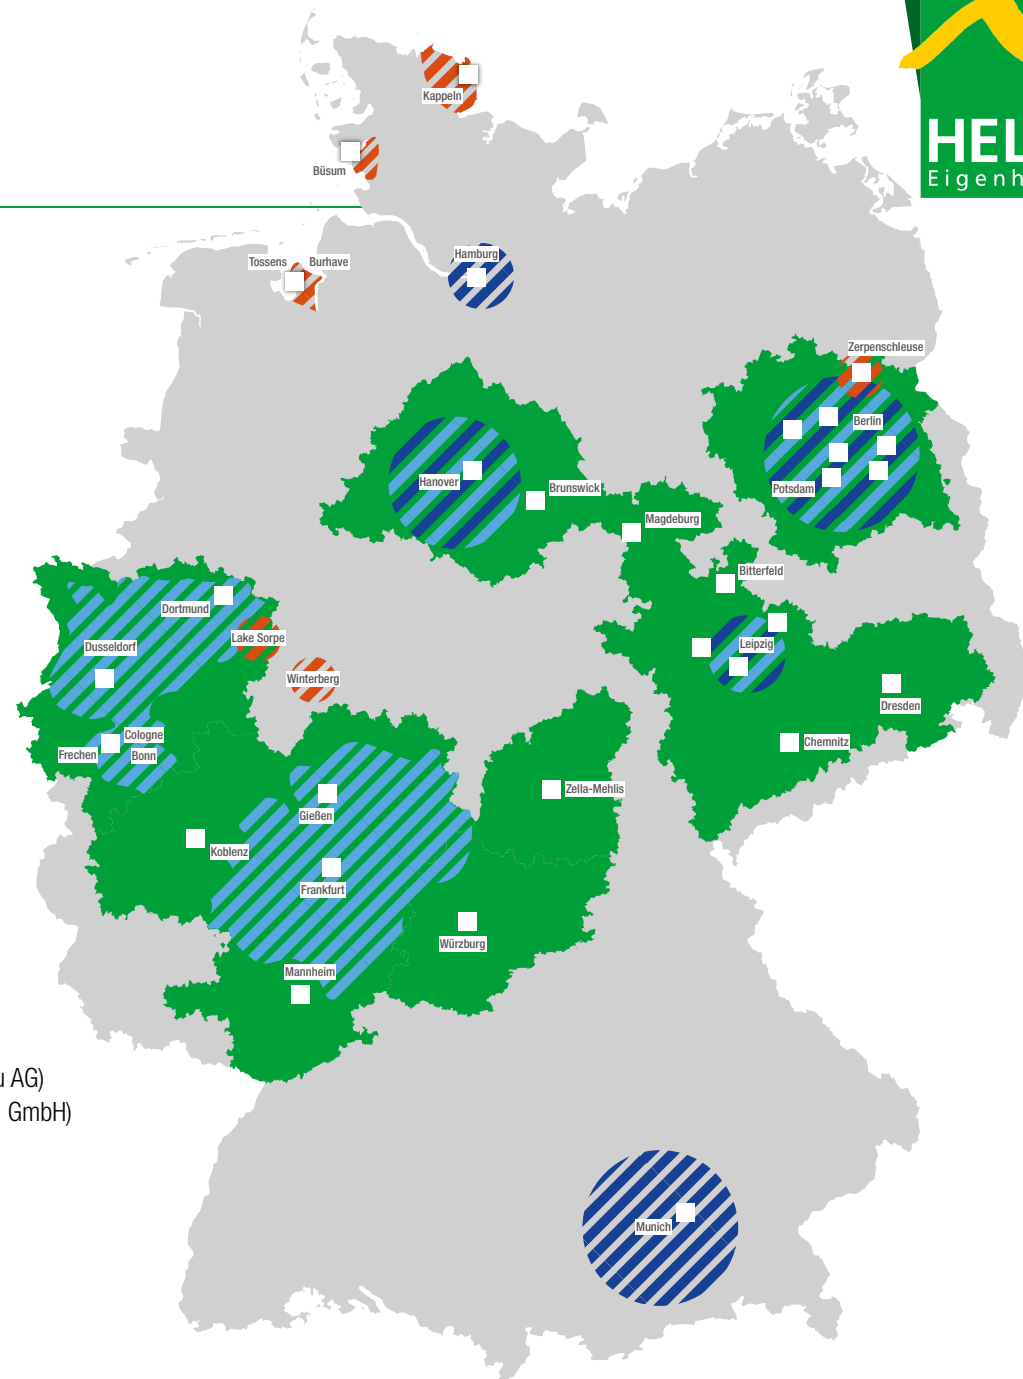 HEL
Eigenh
Kappeln
Büsum
Hamburg
Tossens
Burhave
Zerpenschleuse
Berlin
Hanover
Brunswick
Potsdam
Magdeburg
Bitterfeld
Dortmund
Lake Sorpe
Dusseldorf
Leipzig
Winterberg
Dresden
Cologne
Frechen
Bonn
Chemnitz
Zella-Mehlis
Gießen
Koblenz
Frankfurt
Würzburg
Mannheim
AG)
GmbH)
Munich